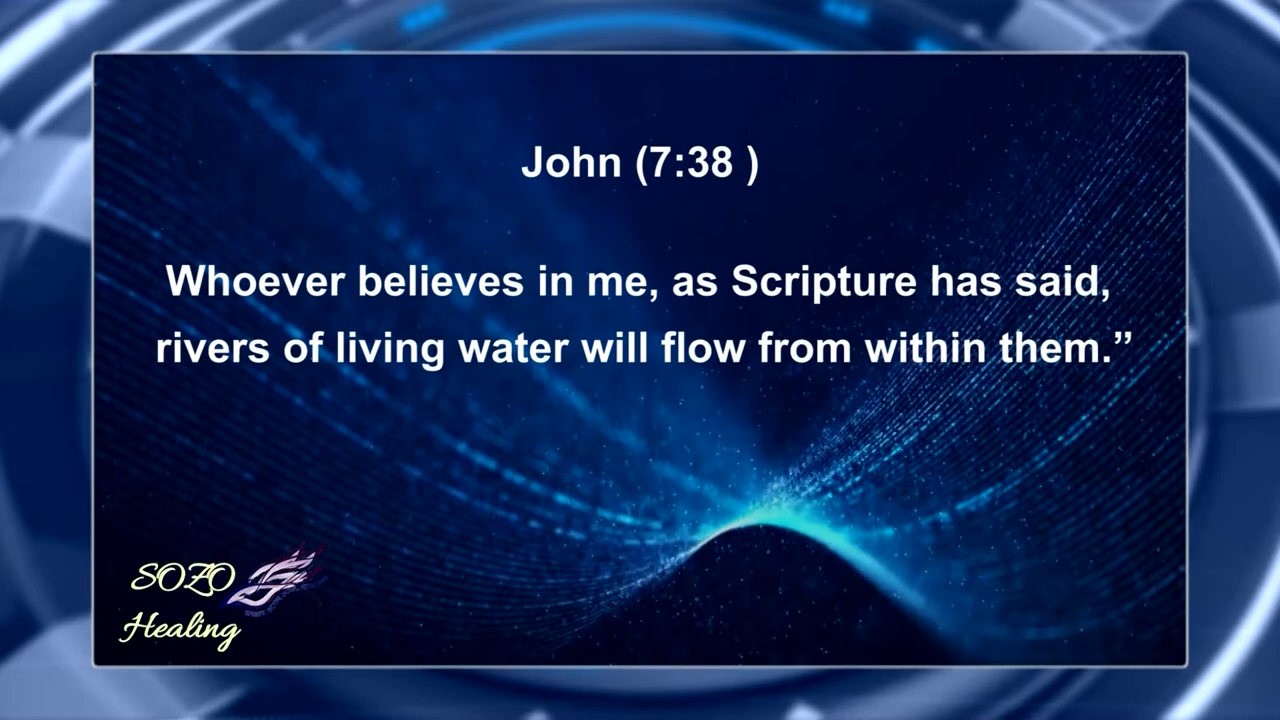 John (7:38 )
Whoever believes in me, as Scripture has said,
rivers of living water will flow from within them.”
SOZO
Healing